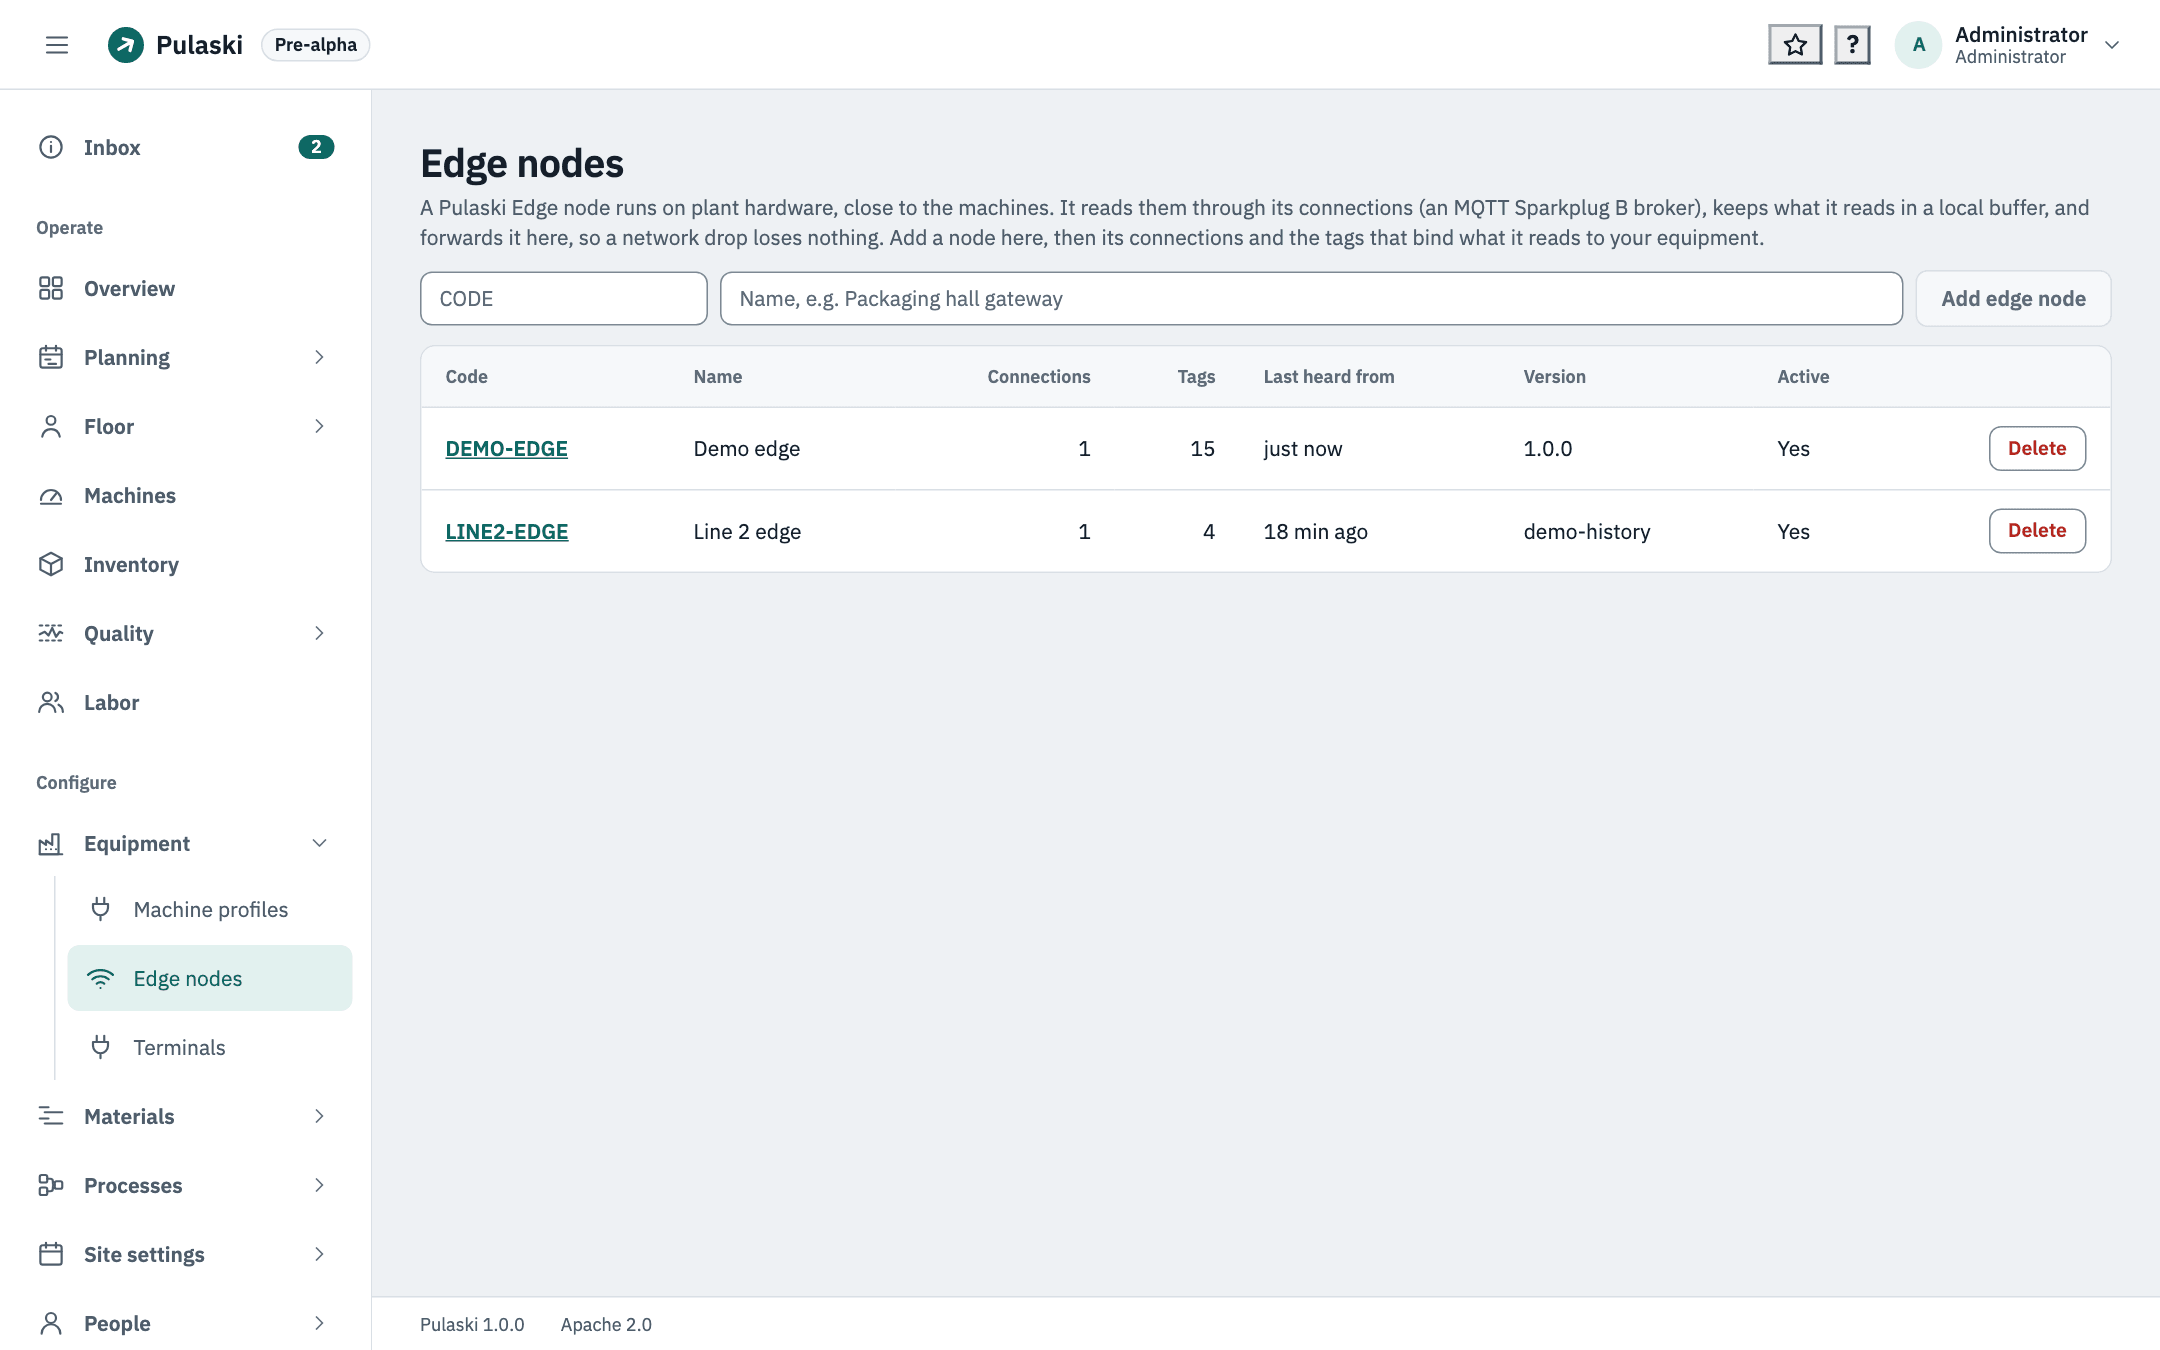 Pulaski
Pre-alpha
?
A
Administrator
Administrator
Inbox
2
Operate
Overview
Planning
Floor
Machines
Inventory
Quality
Labor
Configure
Equipment
Machine profiles
Edge nodes
Terminals
Materials
Processes
Site settings
People
Edge nodes
A Pulaski Edge node runs on plant hardware, close to the machines. It reads them through its connections (an MQTT Sparkplug B broker), keeps what it reads in a local buffer, and
forwards it here, so a network drop loses nothing. Add a node here, then its connections and the tags that bind what it reads to your equipment.
CODE
Name, e.g. Packaging hall gateway
Add edge node
Code Name Connections Tags Last heard from Version Active
DEMO-EDGE Demo edge 1 15 just now 1.0.0 Yes Delete
LINE2-EDGE Line 2 edge 1 4 18 min ago demo-history Yes Delete
Pulaski 1.0.0 Apache 2.0